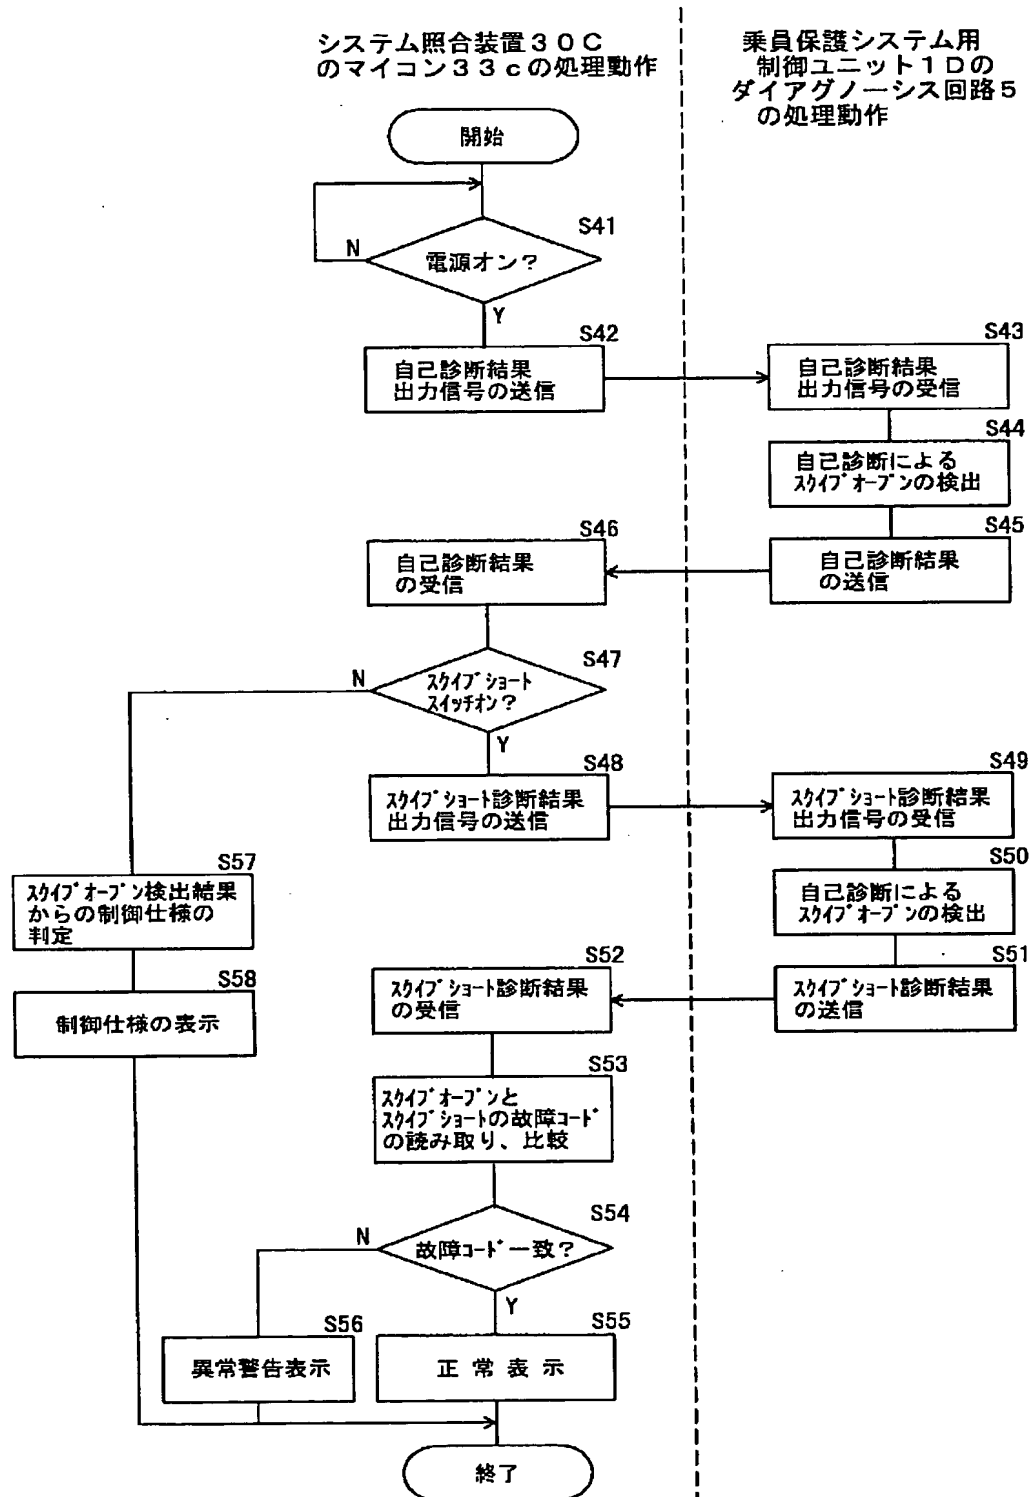 システム照合装置３０Ｃ
のマイコン３３ｃの処理動作
乗員保護システム用
制御ユニット１Ｄの
ダイアグノーシス回路５
の処理動作
開始
S41
電源オン？
N
Y
S42
自己診断結果
出力信号の送信
S43
自己診断結果
出力信号の受信
S44
自己診断による
ｽｸｲﾌﾞｵｰﾌﾟﾝの検出
S45
自己診断結果
の送信
S46
自己診断結果
の受信
S47
ｽｸｲﾌﾞｼｮｰﾄ
ｽｲｯﾁｵﾝ？
N
Y
S48
ｽｸｲﾌﾞｼｮｰﾄ診断結果
出力信号の送信
S49
ｽｸｲﾌﾞｼｮｰﾄ診断結果
出力信号の受信
S50
自己診断による
ｽｸｲﾌﾞｵｰﾌﾟﾝの検出
S51
ｽｸｲﾌﾞｼｮｰﾄ診断結果
の送信
S52
ｽｸｲﾌﾞｼｮｰﾄ診断結果
の受信
S53
ｽｸｲﾌﾞｵｰﾌﾟﾝと
ｽｸｲﾌﾞｼｮｰﾄの故障ｺｰﾄﾞ
の読み取り、比較
S54
故障ｺｰﾄﾞ一致？
N
Y
S55
正常表示
S56
異常警告表示
S57
ｽｸｲﾌﾞｵｰﾌﾟﾝ検出結果
からの制御仕様の
判定
S58
制御仕様の表示
終了